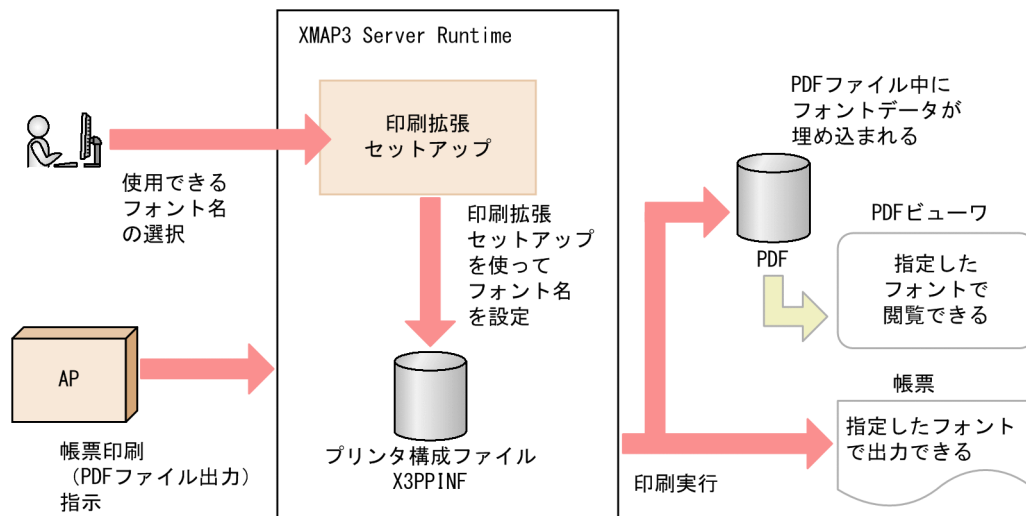 XMAP3 Server Runtime
印刷拡張
セットアップ
使用できる
フォント名
の選択
印刷拡張
セットアップ
を使って
フォント名
を設定
AP
帳票印刷
（PDFファイル出力）
指示
プリンタ構成ファイル
X3PPINF
印刷実行
PDFファイル中に
フォントデータが
埋め込まれる
PDF
PDFビューワ
指定した
フォントで
閲覧できる
帳票
指定したフォント
で出力できる